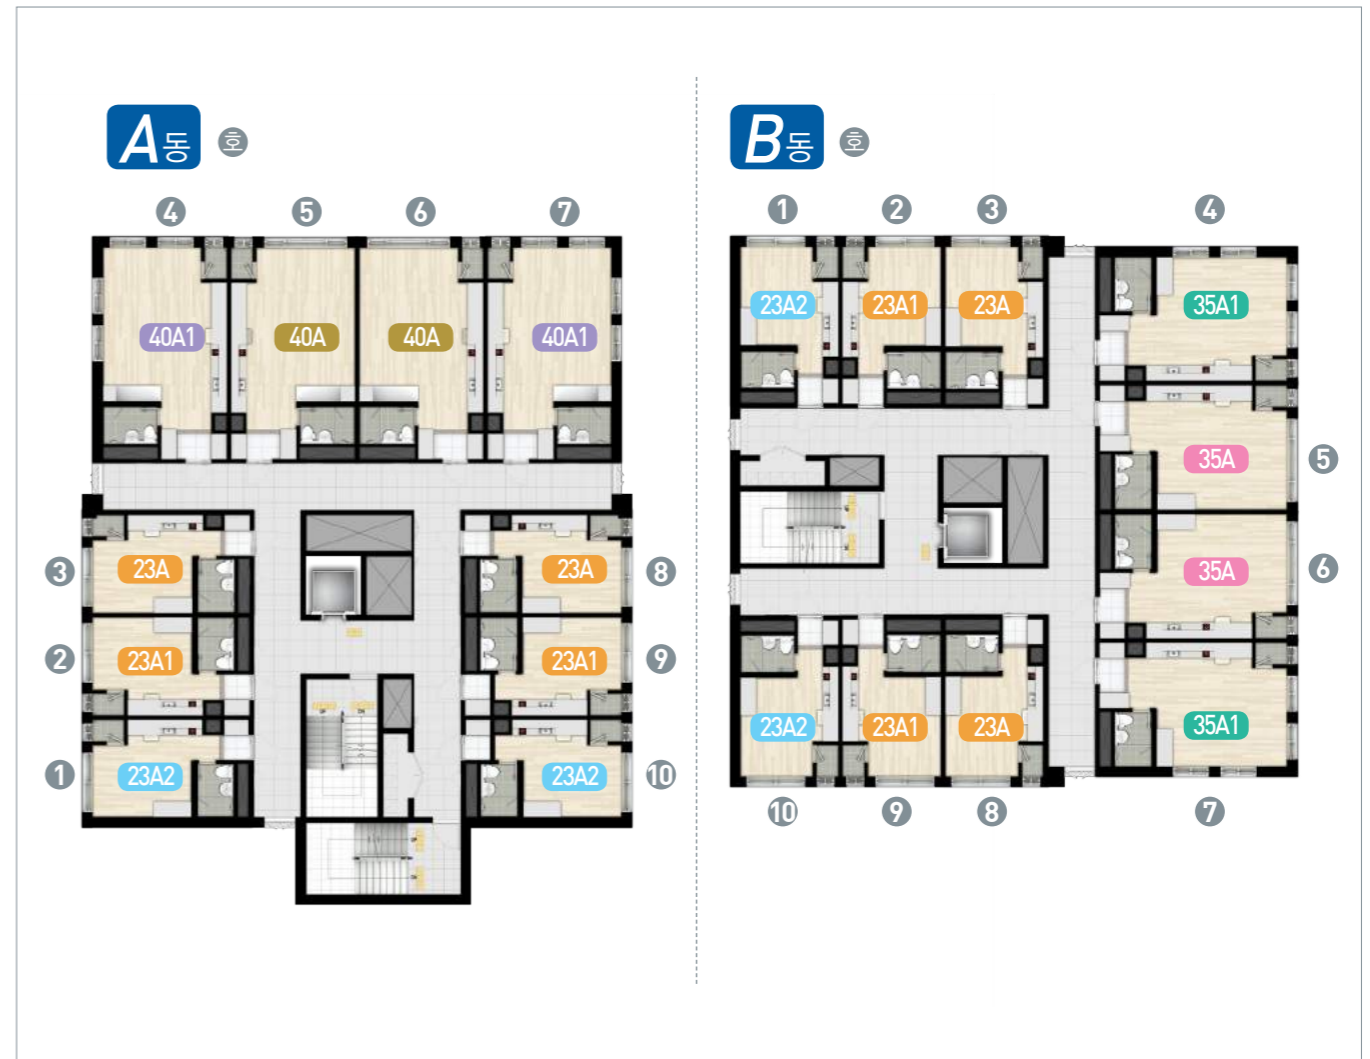 A동 호
4 5 6 7
40A1 40A 40A 40A1
3 23A 23A 8
2 23A1 23A1 9
1 23A2 23A2 10
B동 호
1 2 3 4
23A2 23A1 23A 35A1
35A 5
35A 6
23A2 23A1 23A 35A1
10 9 8 7